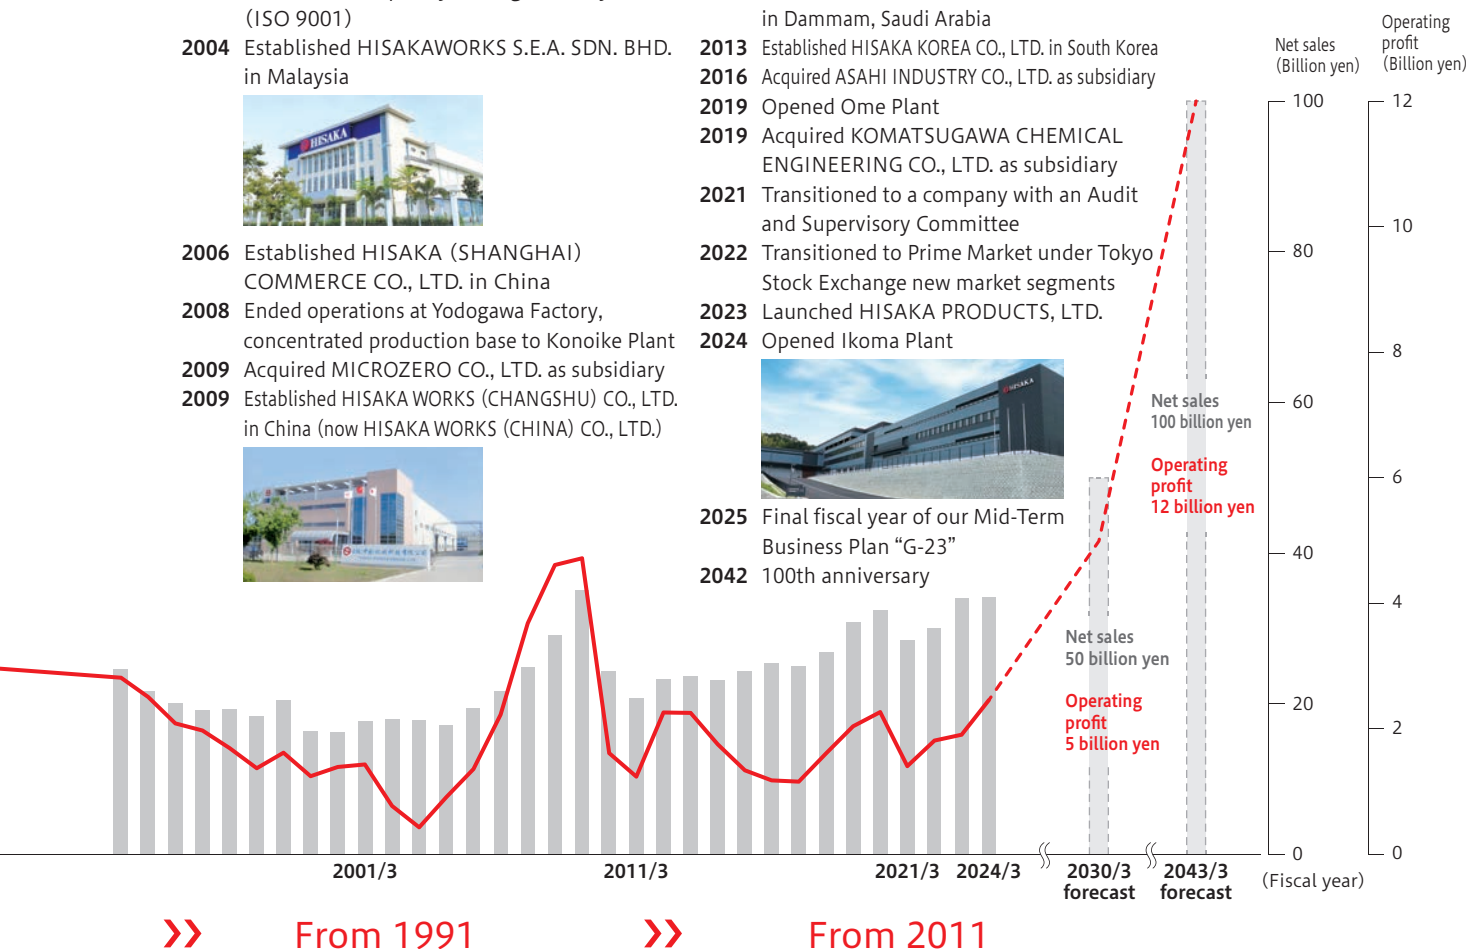 (ISO 9001)
2004 Established HISAKAWORKS S.E.A. SDN. BHD.
in Malaysia
HISAKA
2006 Established HISAKA (SHANGHAI)
COMMERCE CO., LTD. in China
2008 Ended operations at Yodogawa Factory,
concentrated production base to Konoike Plant
2009 Acquired MICROZERO CO., LTD. as subsidiary
2009 Established HISAKA WORKS (CHANGSHU) CO., LTD.
in China (now HISAKA WORKS (CHINA) CO., LTD.)
in Dammam, Saudi Arabia
2013 Established HISAKA KOREA CO., LTD. in South Korea
2016 Acquired ASAHI INDUSTRY CO., LTD. as subsidiary
2019 Opened Ome Plant
2019 Acquired KOMATSUGAWA CHEMICAL
ENGINEERING CO., LTD. as subsidiary
2021 Transitioned to a company with an Audit
and Supervisory Committee
2022 Transitioned to Prime Market under Tokyo
Stock Exchange new market segments
2023 Launched HISAKA PRODUCTS, LTD.
2024 Opened Ikoma Plant
HISAKA
2025 Final fiscal year of our Mid-Term
Business Plan “G-23”
2042 100th anniversary
Net sales
(Billion yen)
Operating
profit
(Billion yen)
100
80
60
40
20
0
12
10
8
6
4
2
0
Net sales
100 billion yen
Operating
profit
12 billion yen
Net sales
50 billion yen
Operating
profit
5 billion yen
2001/3
2011/3
2021/3
2024/3
2030/3
forecast
2043/3
forecast
(Fiscal year)
From 1991
From 2011